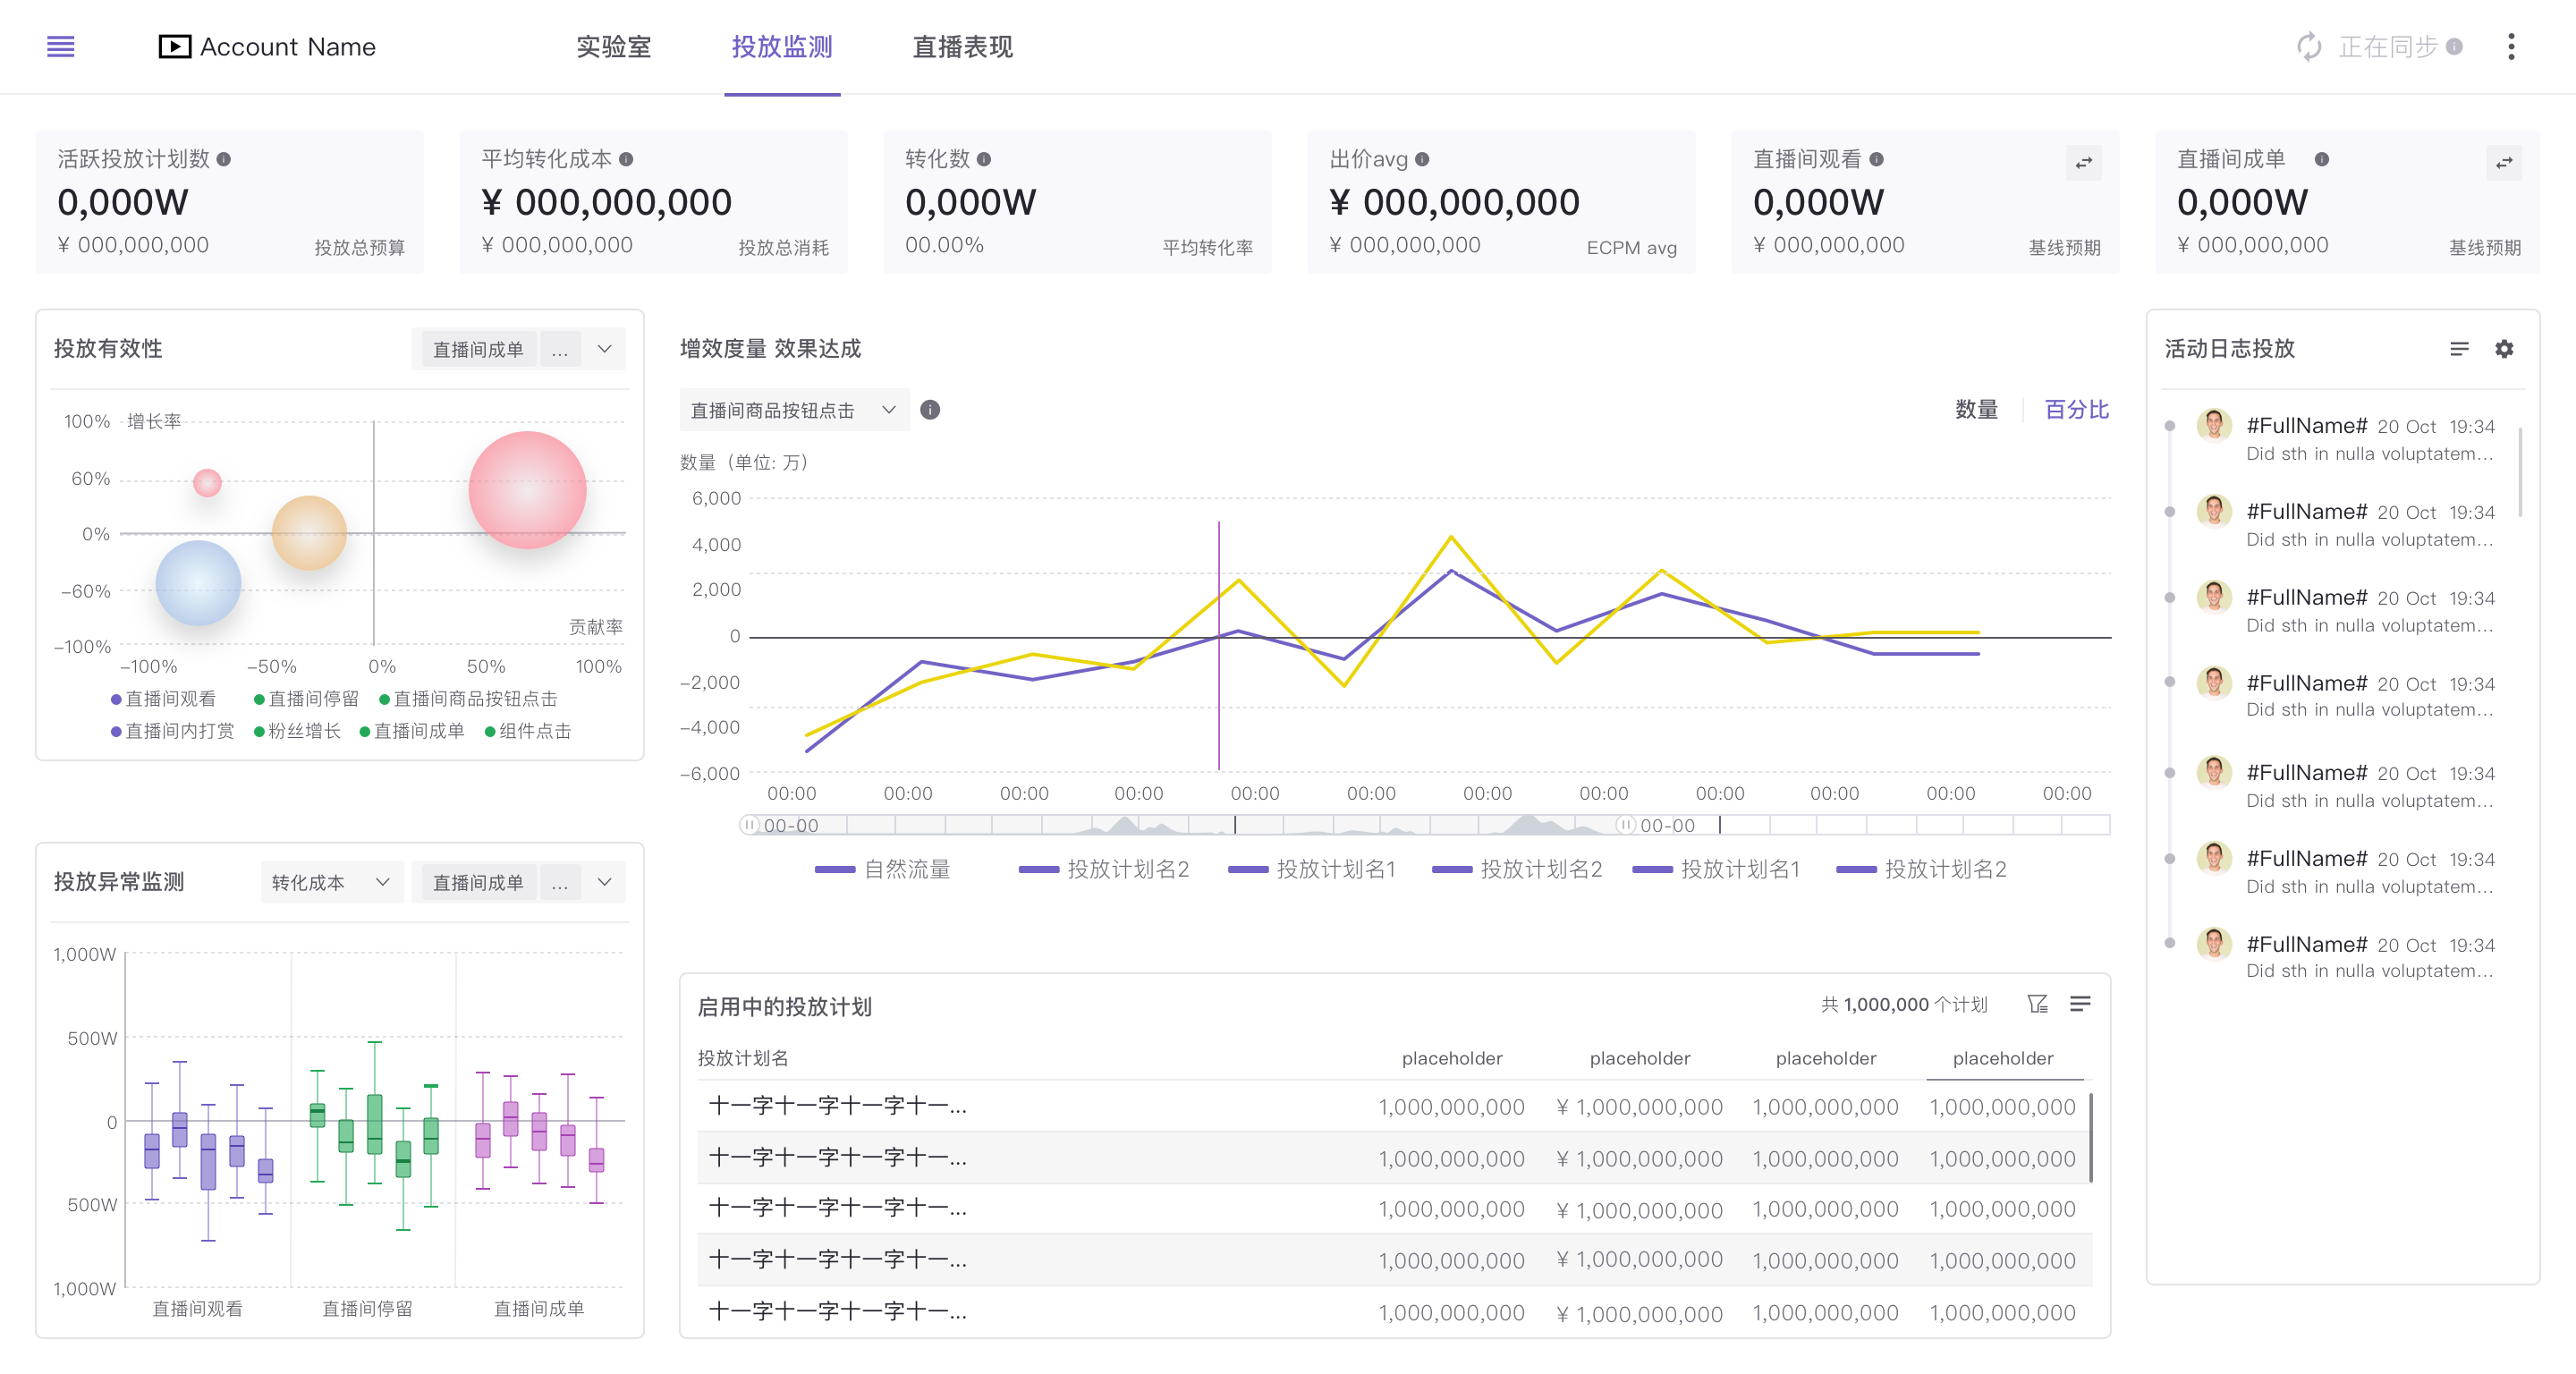 Account Name
实验室
投放监测
直播表现
正在同步
活跃投放计划数
0,000W
¥ 000,000,000
投放总预算
平均转化成本
¥ 000,000,000
¥ 000,000,000
投放总消耗
转化数
0,000W
00.00%
平均转化率
出价avg
¥ 000,000,000
¥ 000,000,000
ECPM avg
直播间观看
0,000W
¥ 000,000,000
基线预期
直播间成单
0,000W
¥ 000,000,000
基线预期
投放有效性
直播间成单
...
100%
增长率
60%
0%
-60%
-100%
贡献率
-100%
-50%
0%
50%
100%
直播间观看
直播间停留
直播间商品按钮点击
直播间内打赏
粉丝增长
直播间成单
组件点击
投放异常监测
转化成本
直播间成单
...
1,000W
500W
0
500W
1,000W
直播间观看
直播间停留
直播间成单
增效度量 效果达成
直播间商品按钮点击
数量
百分比
数量（单位: 万）
6,000
4,000
2,000
0
-2,000
-4,000
-6,000
00:00 00:00 00:00 00:00 00:00 00:00 00:00 00:00 00:00 00:00 00:00 00:00
00-00
00-00
自然流量
投放计划名2
投放计划名1
投放计划名2
投放计划名1
投放计划名2
启用中的投放计划
共 1,000,000 个计划
投放计划名 placeholder placeholder placeholder placeholder
十一字十一字十一字十一... 1,000,000,000 ¥ 1,000,000,000 1,000,000,000 1,000,000,000
十一字十一字十一字十一... 1,000,000,000 ¥ 1,000,000,000 1,000,000,000 1,000,000,000
十一字十一字十一字十一... 1,000,000,000 ¥ 1,000,000,000 1,000,000,000 1,000,000,000
十一字十一字十一字十一... 1,000,000,000 ¥ 1,000,000,000 1,000,000,000 1,000,000,000
十一字十一字十一字十一... 1,000,000,000 ¥ 1,000,000,000 1,000,000,000 1,000,000,000
活动日志投放
#FullName# 20 Oct 19:34
Did sth in nulla voluptatem...
#FullName# 20 Oct 19:34
Did sth in nulla voluptatem...
#FullName# 20 Oct 19:34
Did sth in nulla voluptatem...
#FullName# 20 Oct 19:34
Did sth in nulla voluptatem...
#FullName# 20 Oct 19:34
Did sth in nulla voluptatem...
#FullName# 20 Oct 19:34
Did sth in nulla voluptatem...
#FullName# 20 Oct 19:34
Did sth in nulla voluptatem...